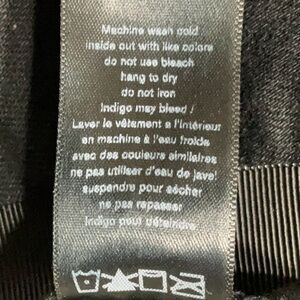 Machine wash cold
inside out with like colors
do not use bleach
hang to dry
do not iron
Indigo may bleed /
Laver le vêtement a l'interieur
en machine à l'eau froide
avec des couleurs similaires
ne pas utiliser d'eau de javel
suspendre pour sécher
ne pas repasser
Indigo peut déteindre